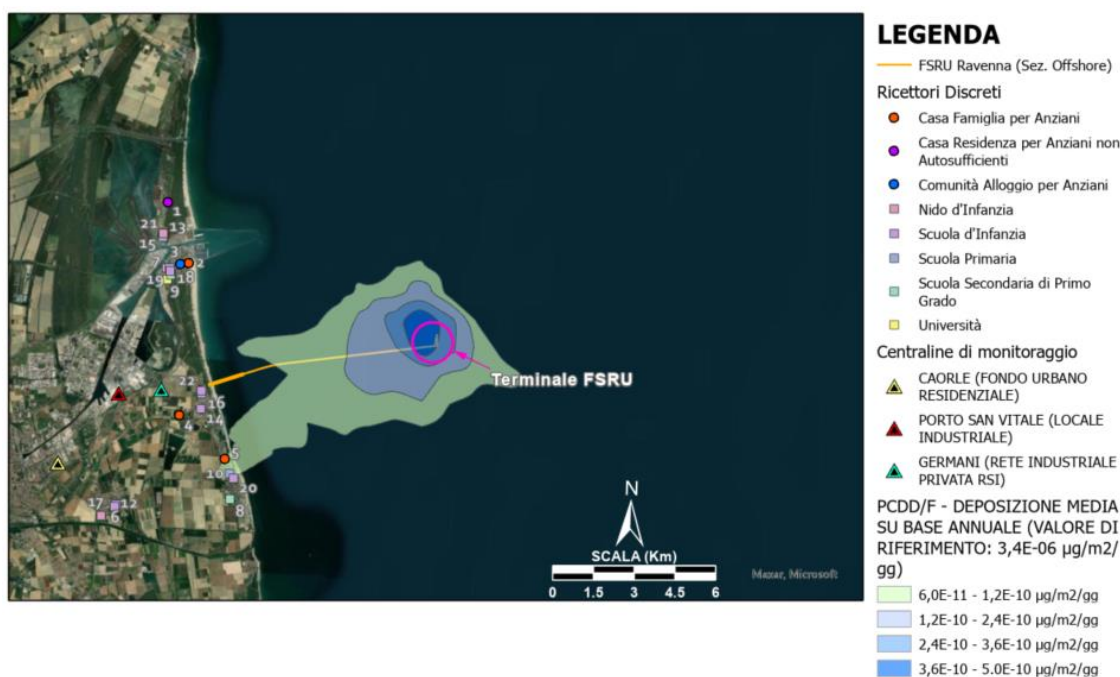 LEGENDA
FSRU Ravenna (Sez. Offshore)
Ricettori Discreti
Casa Famiglia per Anziani
Casa Residenza per Anziani non
Autosufficienti
Comunità Alloggio per Anziani
Nido d'Infanzia
Scuola d'Infanzia
Scuola Primaria
Scuola Secondaria di Primo
Grado
Università
Centraline di monitoraggio
CAORLE (FONDO URBANO
RESIDENZIALE)
PORTO SAN VITALE (LOCALE
INDUSTRIALE)
GERMANI (RETE INDUSTRIALE
PRIVATA RSI)
PCDD/F - DEPOSIZIONE MEDIA
SU BASE ANNUALE (VALORE DI
RIFERIMENTO: 3,4E-06 µg/m2/
gg)
6,0E-11 - 1,2E-10 µg/m2/gg
1,2E-10 - 2,4E-10 µg/m2/gg
2,4E-10 - 3,6E-10 µg/m2/gg
3,6E-10 - 5.0E-10 µg/m2/gg
1
21 13
15
3
7 2
19 18
9
22
16
14
4
5
10
20
17 12
6 8
Terminale FSRU
N
SCALA (Km)
0 1.5 3 4.5 6
Maxar, Microsoft